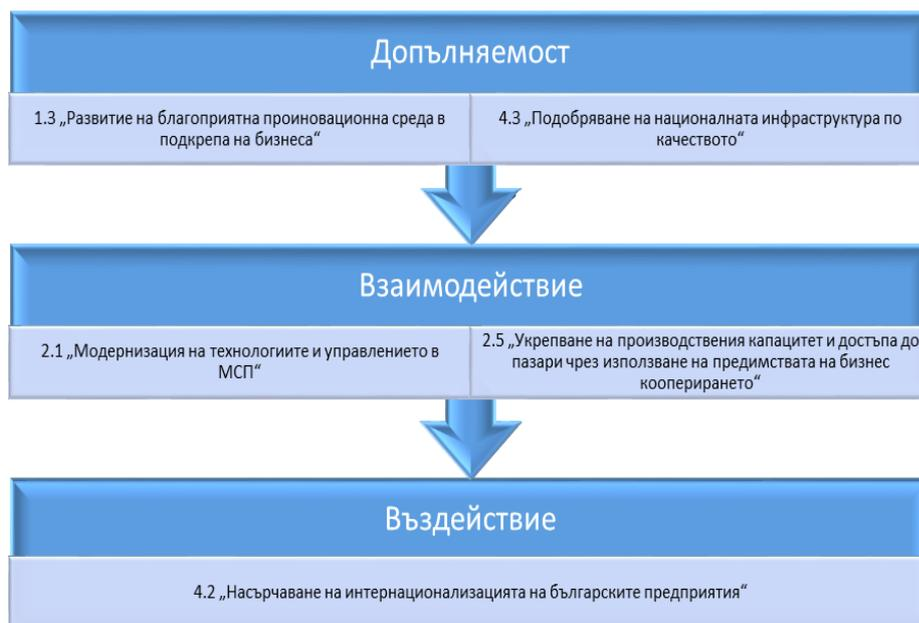 Допълняемост
1.3 „Развитие на благоприятна проиновационна среда в
подкрепа на бизнеса“
4.3 „Подобряване на националната инфраструктура по
качеството“
Взаимодействие
2.1 „Модернизация на технологиите и управлението в
МСП“
2.5 „Укрепване на производствения капацитет и достъпа до
пазари чрез използване на предимствата на бизнес
кооперирането“
Въздействие
4.2 „Насърчаване на интернационализацията на българските предприятия“